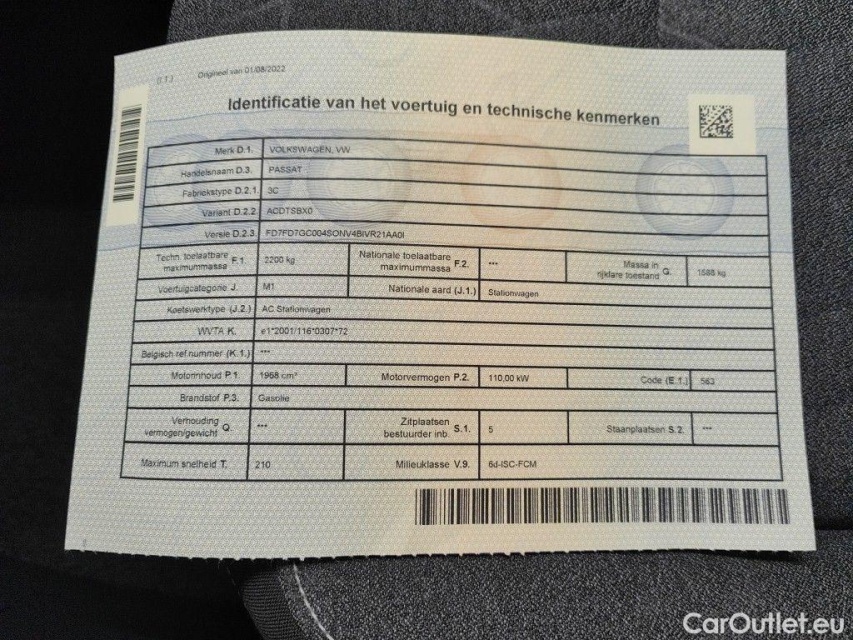 (I.T.) Origineel van 01/08/2022
Identificatie van het voertuig en technische kenmerken
Merk D.1. VOLKSWAGEN, VW
Handelsnaam D.3. PASSAT
Fabriekstype D.2.1. 3C
Variant D.2.2. ACDTSBX0
Versie D.2.3. FD7FD7GC004SONV4BIVR21AA0I
Techn. toelaatbare maximummassa F.1. 2200 kg Nationale toelaatbare maximummassa F.2. --- Massa in rijklare toestand G. 1588 kg
Voertuigcategorie J. M1 Nationale aard (J.1.) Stationwagen
Koetswerktype (J.2.) AC Stationwagen
WVTA K. e1*2001/116*0307*72
Belgisch ref nummer (K.1.) ---
Motorinhoud P.1. 1968 cm³ Motorvermogen P.2. 110,00 kW Code (E.1.) 563
Brandstof P.3. Gasolie
Verhouding vermogen/gewicht Q --- Zitplaatsen bestuurder inb. S.1. 5 Staanplaatsen S.2. ---
Maximum snelheid T. 210 Milieuklasse V.9. 6d-ISC-FCM
CarOutlet.eu